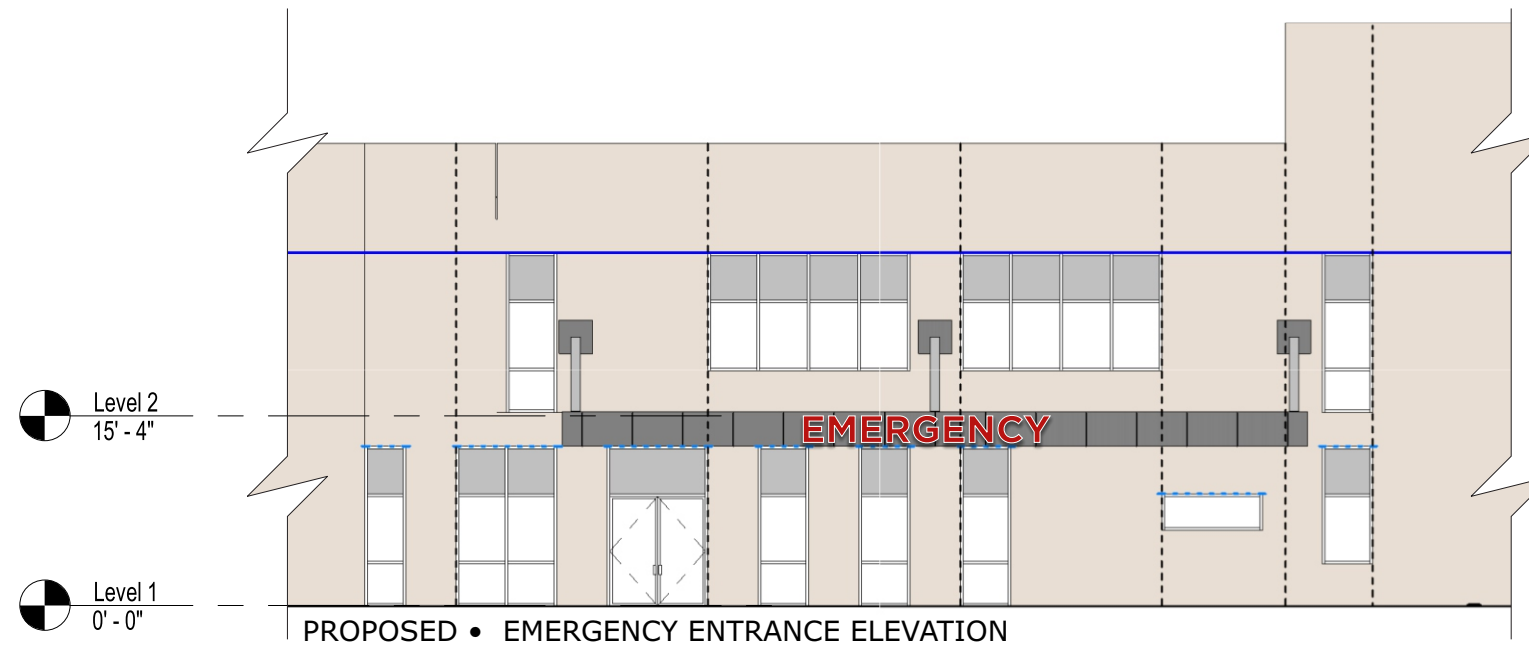 EMERGENCY
Level 2
15' - 4"
Level 1
0' - 0"
PROPOSED • EMERGENCY ENTRANCE ELEVATION